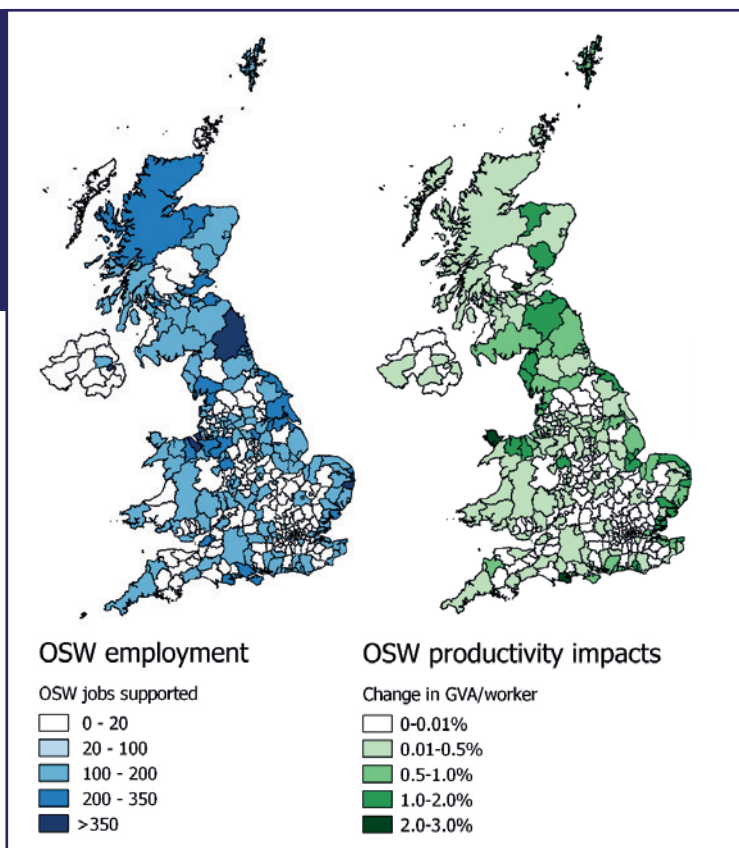 OSW employment
OSW jobs supported
0 - 20
20 - 100
100 - 200
200 - 350
>350
OSW productivity impacts
Change in GVA/worker
0-0.01%
0.01-0.5%
0.5-1.0%
1.0-2.0%
2.0-3.0%